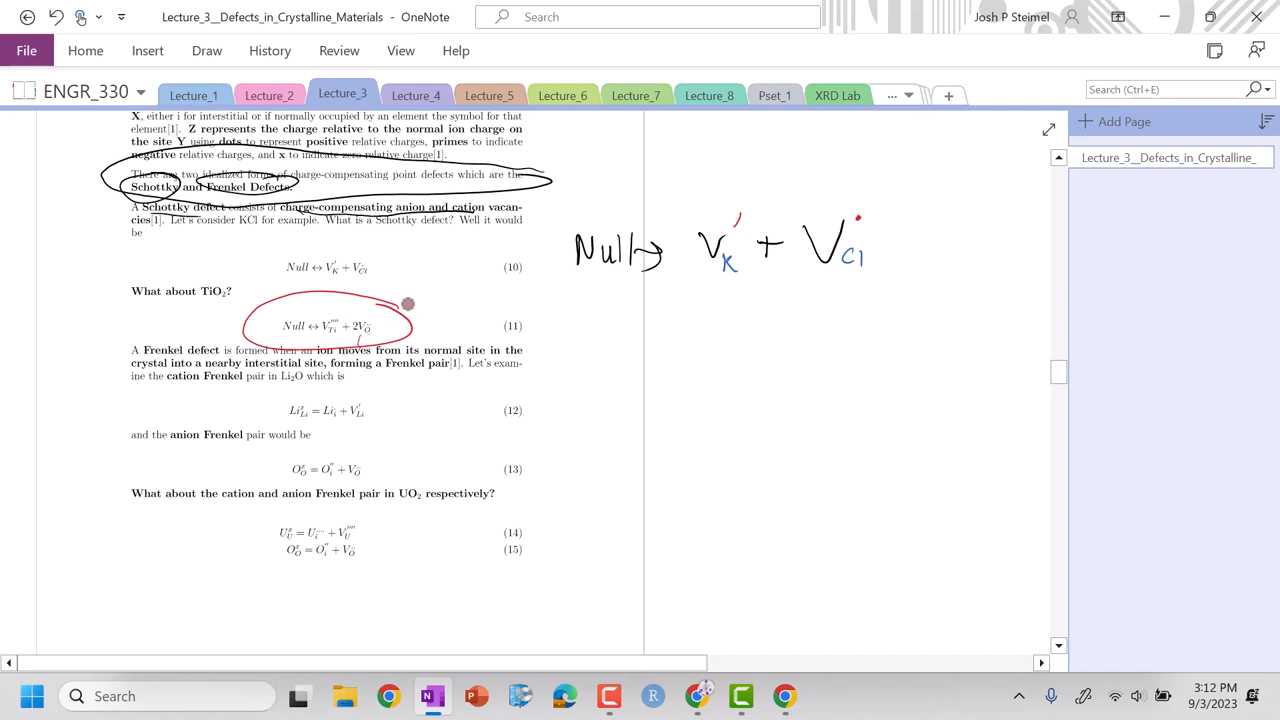 Lecture_3__Defects_in_Crystalline_Materials - OneNote
Search
Josh P Steimel
File Home Insert Draw History Review View Help
ENGR_330 Lecture_1 Lecture_2 Lecture_3 Lecture_4 Lecture_5 Lecture_6 Lecture_7 Lecture_8 Pset_1 XRD Lab ... +
Search (Ctrl+E)
Add Page
Lecture_3__Defects_in_Crystalline_
X, either i for interstitial or if normally occupied by an element the symbol for that
element[1]. Z represents the charge relative to the normal ion charge on
the site Y using dots to represent positive relative charges, primes to indicate
negative relative charges, and x to indicate zero relative charge[1].
There are two idealized forms of charge-compensating point defects which are the
Schottky and Frenkel Defects.
A Schottky defect consists of charge-compensating anion and cation vacan-
cies[1]. Let's consider KCl for example. What is a Schottky defect? Well it would
be
Null ↔ V′K + V·Cl (10)
Null → V′K + V•Cl
What about TiO2?
Null ↔ V′′′′Ti + 2V··O (11)
A Frenkel defect is formed when an ion moves from its normal site in the
crystal into a nearby interstitial site, forming a Frenkel pair[1]. Let's exam-
ine the cation Frenkel pair in Li2O which is
LixLi = Li·i + V′Li (12)
and the anion Frenkel pair would be
OxO = O′′i + V··O (13)
What about the cation and anion Frenkel pair in UO2 respectively?
UxU = U····i + V′′′′U (14)
OxO = O′′i + V··O (15)
Search
3:12 PM
9/3/2023